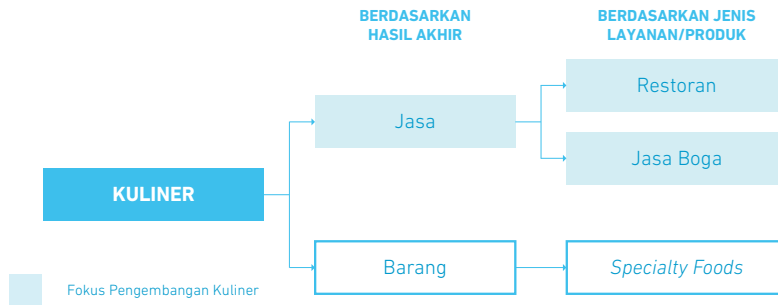 BERDASARKAN
HASIL AKHIR
BERDASARKAN JENIS
LAYANAN/PRODUK
Restoran
Jasa
Jasa Boga
KULINER
Barang
Specialty Foods
Fokus Pengembangan Kuliner